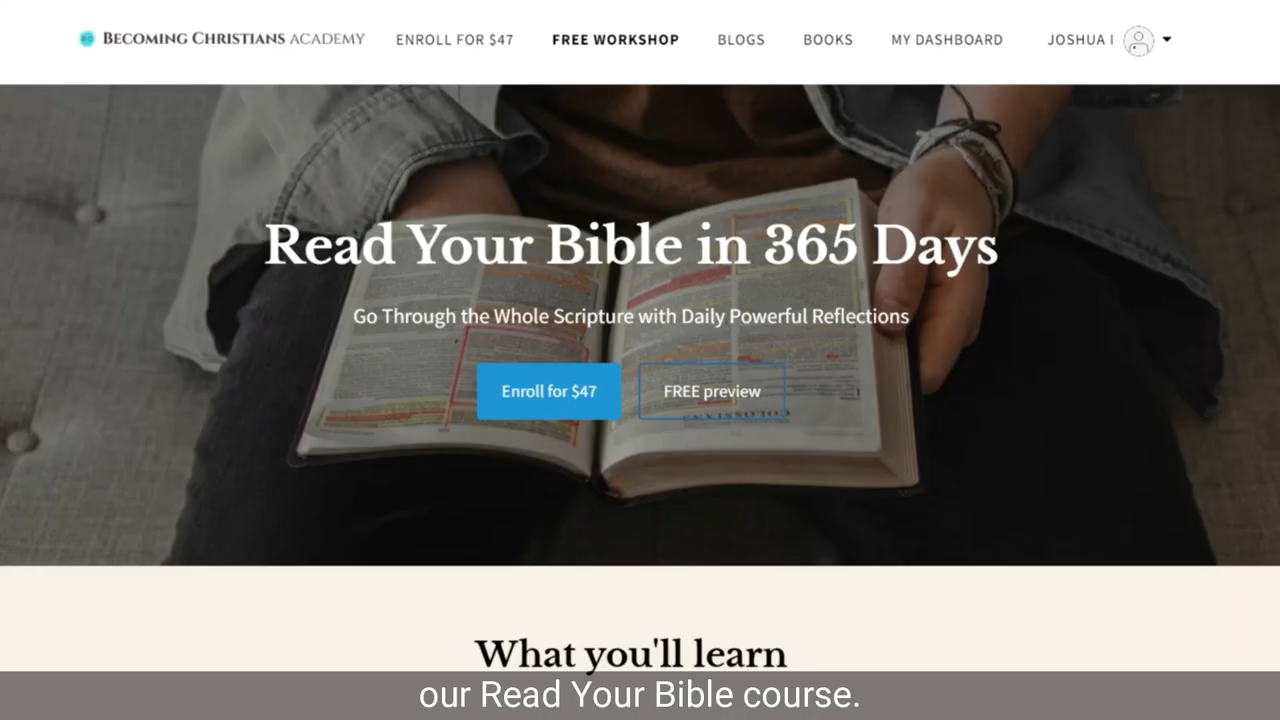 BECOMING CHRISTIANS ACADEMY
ENROLL FOR $47
FREE WORKSHOP
BLOGS
BOOKS
MY DASHBOARD
JOSHUA I
Read Your Bible in 365 Days
Go Through the Whole Scripture with Daily Powerful Reflections
Enroll for $47
FREE preview
COLOSSIANS
What you'll learn
our Read Your Bible course.